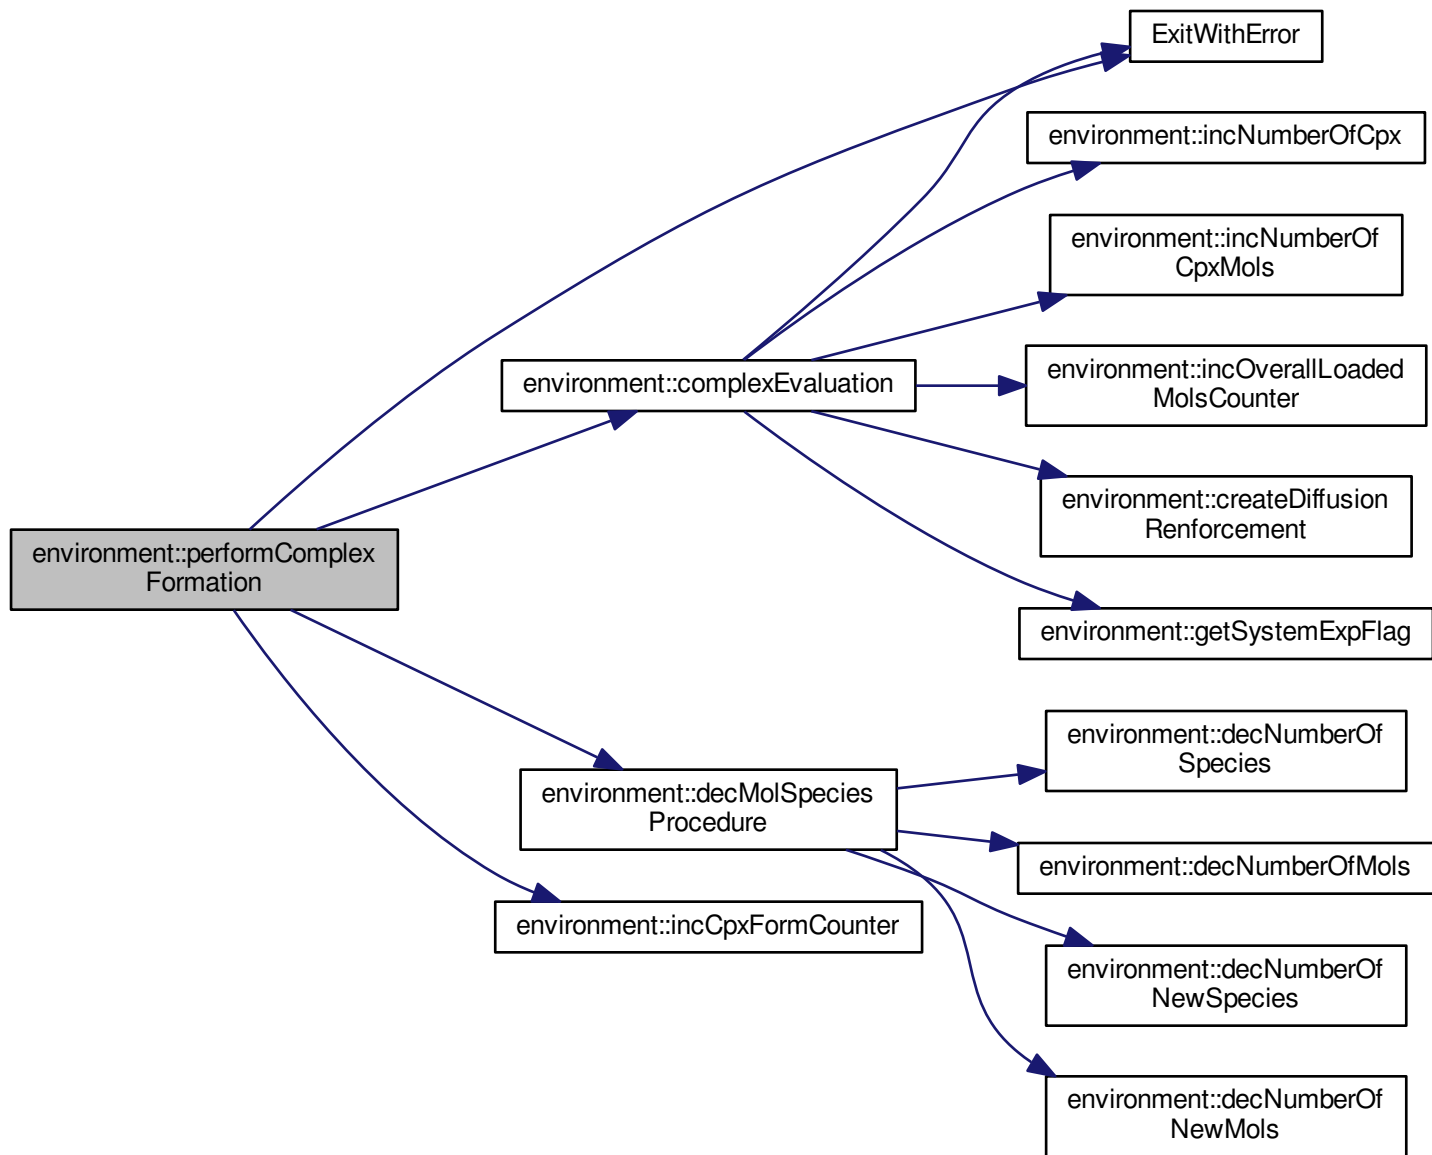 ExitWithError
environment::incNumberOfCpx
environment::incNumberOf
CpxMols
environment::complexEvaluation
environment::incOverallLoaded
MolsCounter
environment::createDiffusion
Renforcement
environment::performComplex
Formation
environment::getSystemExpFlag
environment::decNumberOf
Species
environment::decMolSpecies
Procedure
environment::decNumberOfMols
environment::incCpxFormCounter
environment::decNumberOf
NewSpecies
environment::decNumberOf
NewMols